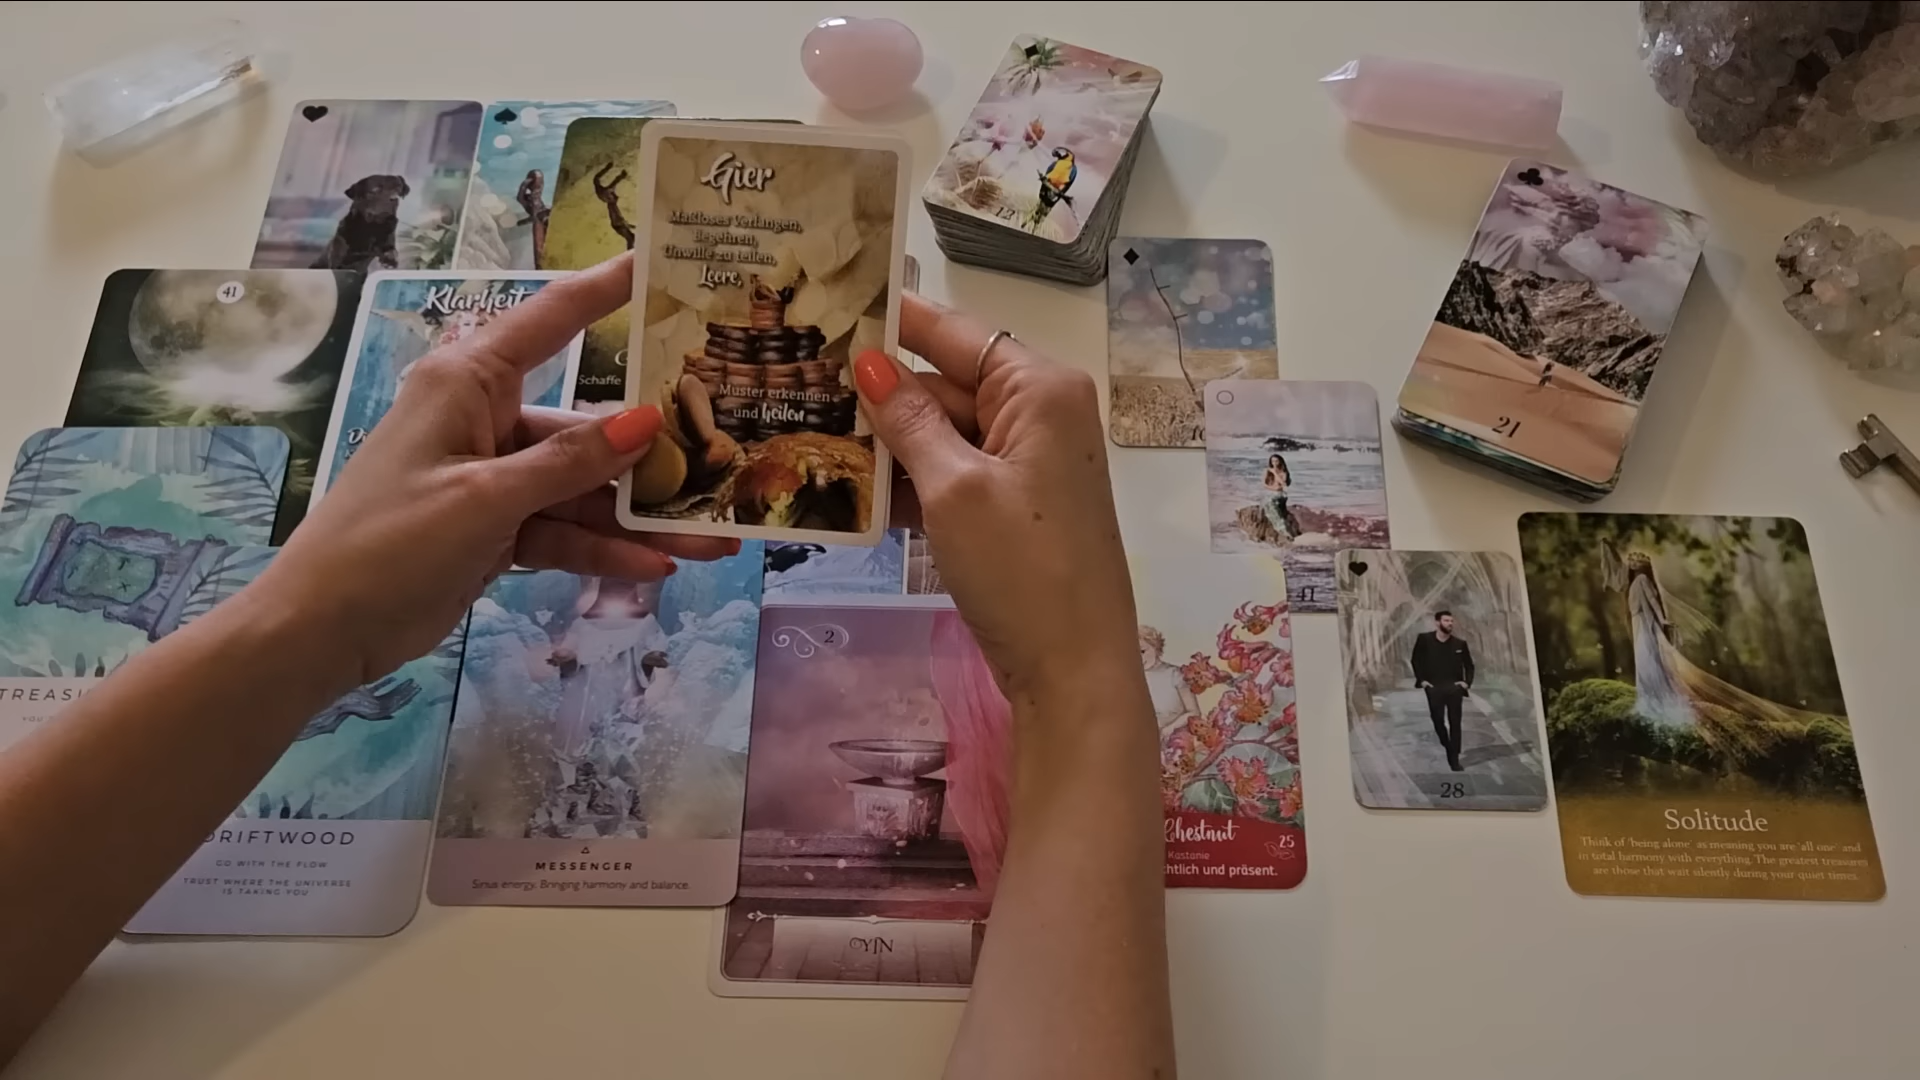 Gier
Maßloses Verlangen,
Begehren,
Unwille zu teilen,
Leere,
Muster erkennen
und heilen
12
41
Klarheit
Schaffe
21
41
28
2
YIN
DRIFTWOOD
GO WITH THE FLOW
TRUST WHERE THE UNIVERSE
IS TAKING YOU
MESSENGER
Sirius energy. Bringing harmony and balance.
Chestnut
25
Kastanie
und präsent.
Solitude
Think of 'being alone' as meaning you are 'all one' and
in total harmony with everything. The greatest treasures
are those that wait silently during your quiet times.